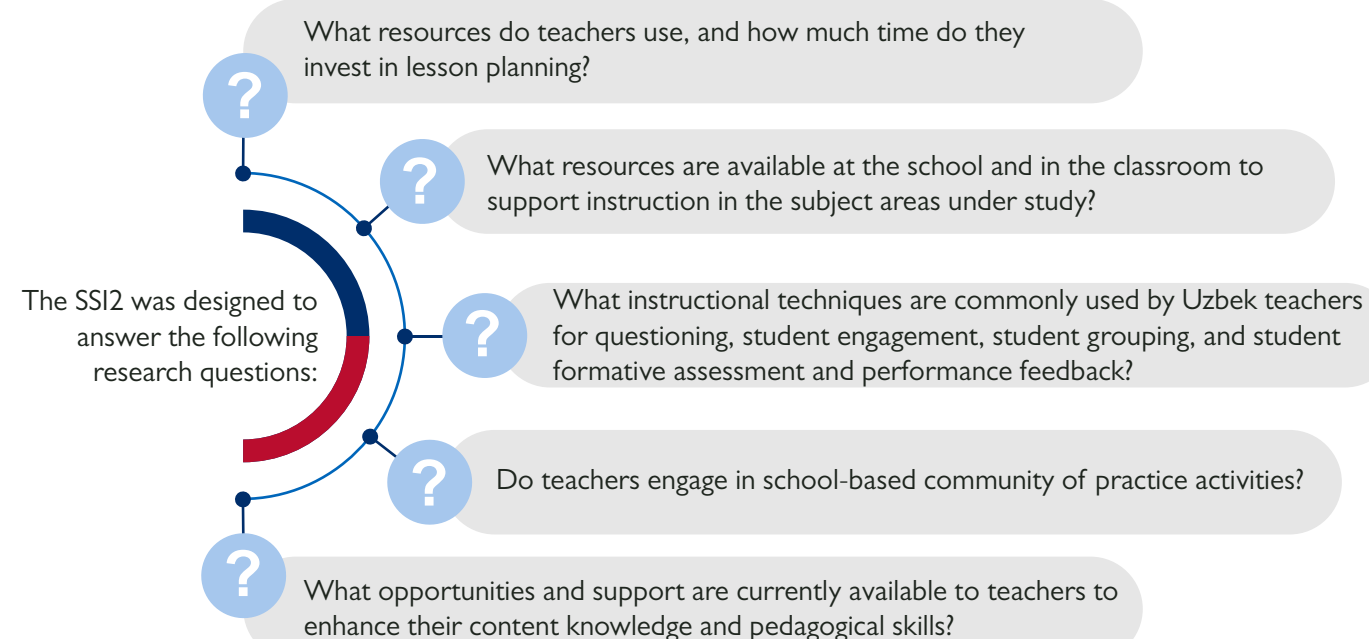 What resources do teachers use, and how much time do they
invest in lesson planning?
?
What resources are available at the school and in the classroom to
support instruction in the subject areas under study?
?
The SSI2 was designed to
answer the following
research questions:
What instructional techniques are commonly used by Uzbek teachers
for questioning, student engagement, student grouping, and student
formative assessment and performance feedback?
?
Do teachers engage in school-based community of practice activities?
?
What opportunities and support are currently available to teachers to
enhance their content knowledge and pedagogical skills?
?